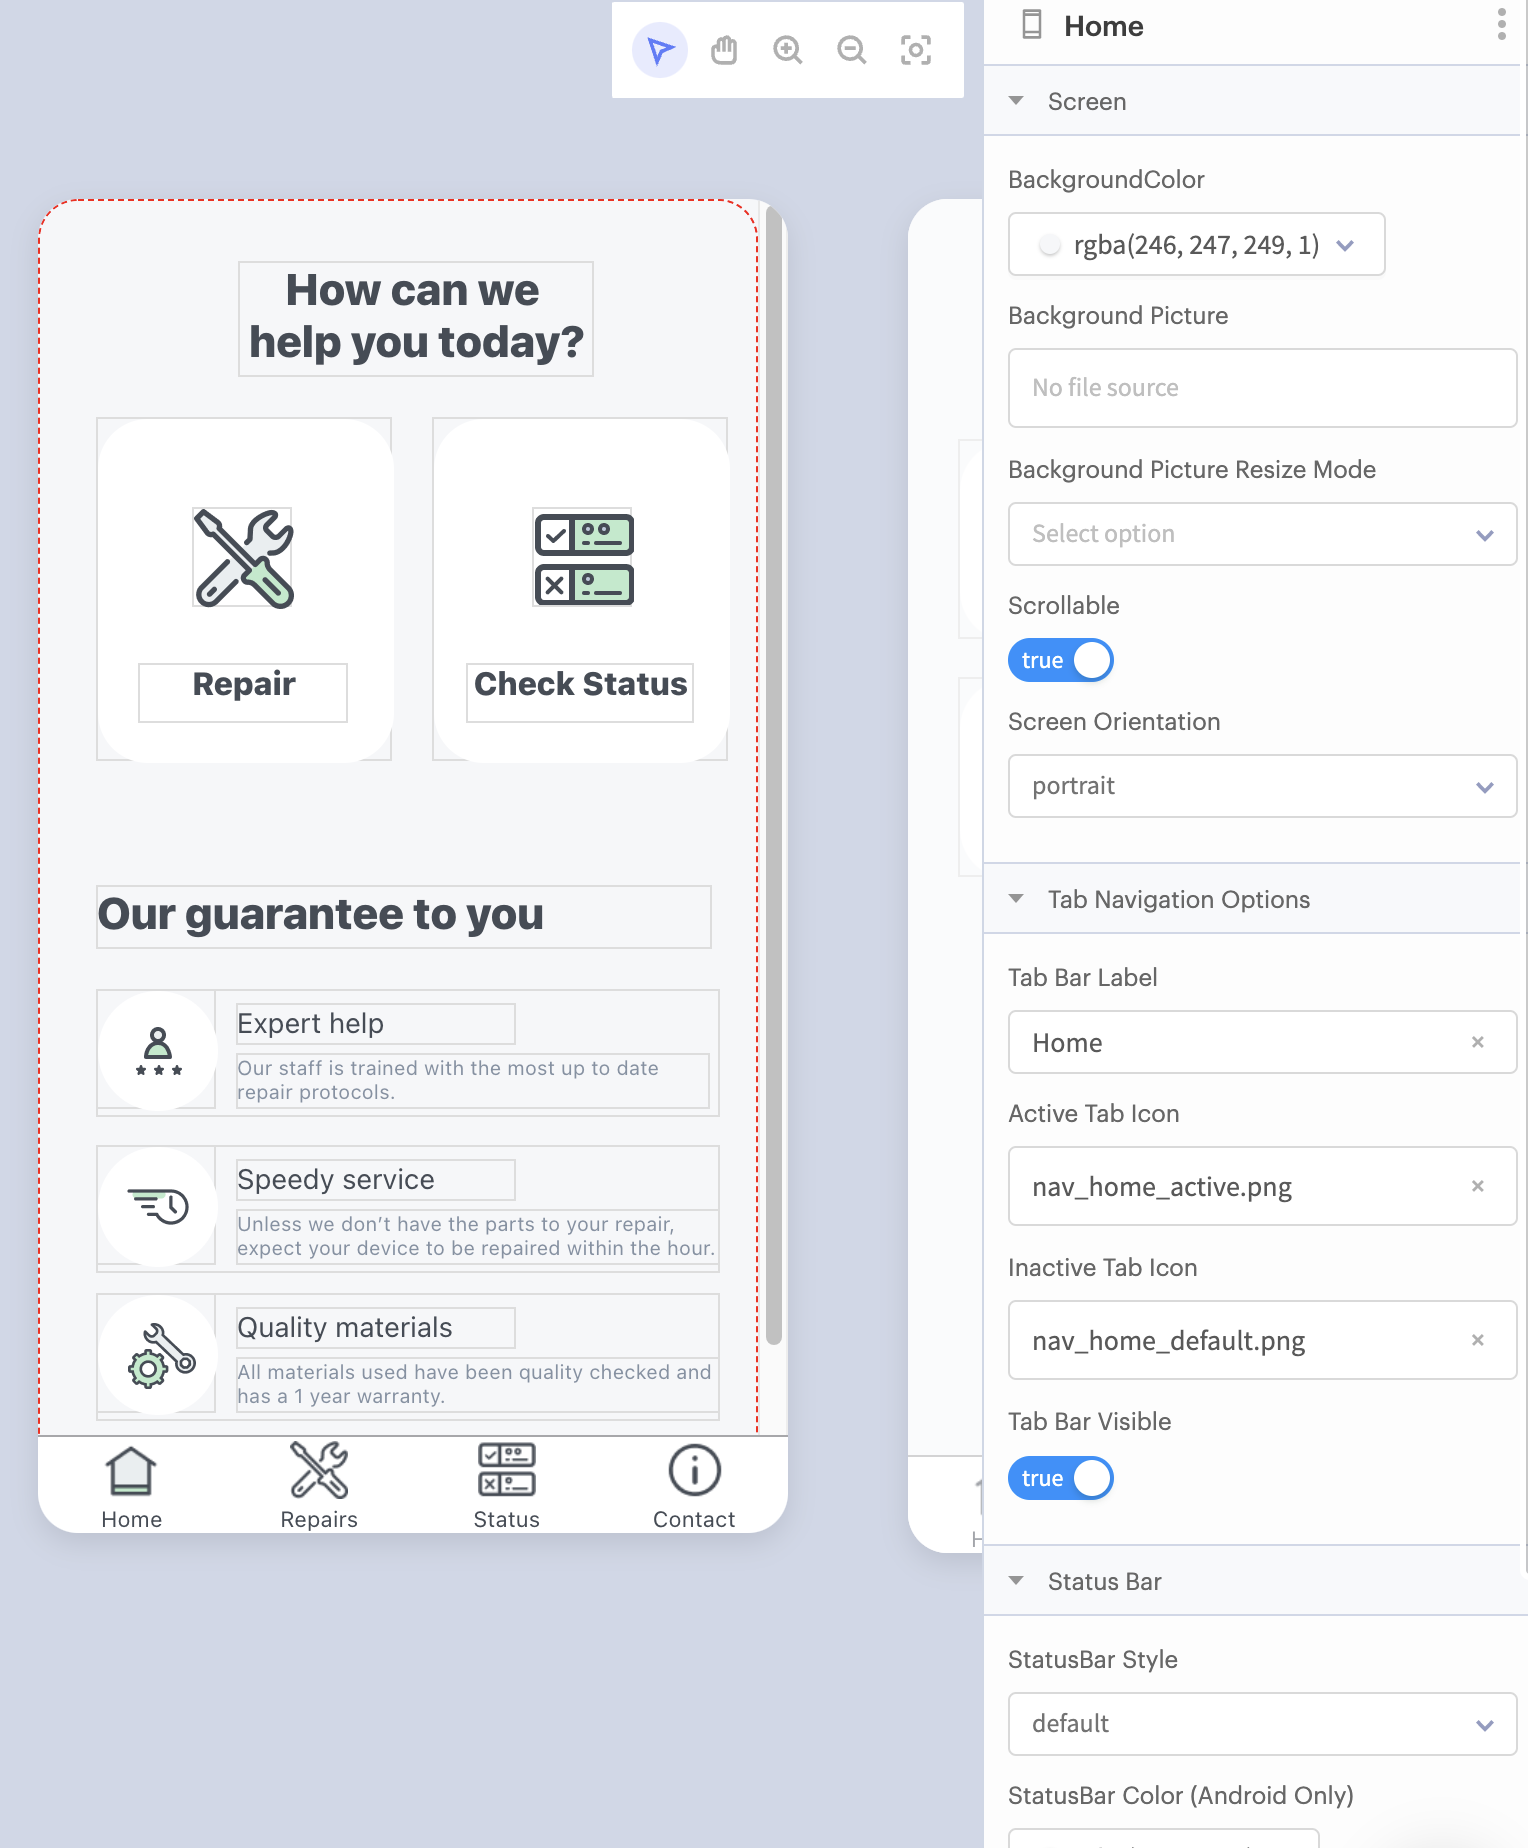 How can we
help you today?
Repair
Check Status
Our guarantee to you
Expert help
Our staff is trained with the most up to date
repair protocols.
Speedy service
Unless we don’t have the parts to your repair,
expect your device to be repaired within the hour.
Quality materials
All materials used have been quality checked and
has a 1 year warranty.
Home
Repairs
Status
Contact
Home
Screen
BackgroundColor
rgba(246, 247, 249, 1)
Background Picture
No file source
Background Picture Resize Mode
Select option
Scrollable
true
Screen Orientation
portrait
Tab Navigation Options
Tab Bar Label
Home
Active Tab Icon
nav_home_active.png
Inactive Tab Icon
nav_home_default.png
Tab Bar Visible
true
Status Bar
StatusBar Style
default
StatusBar Color (Android Only)